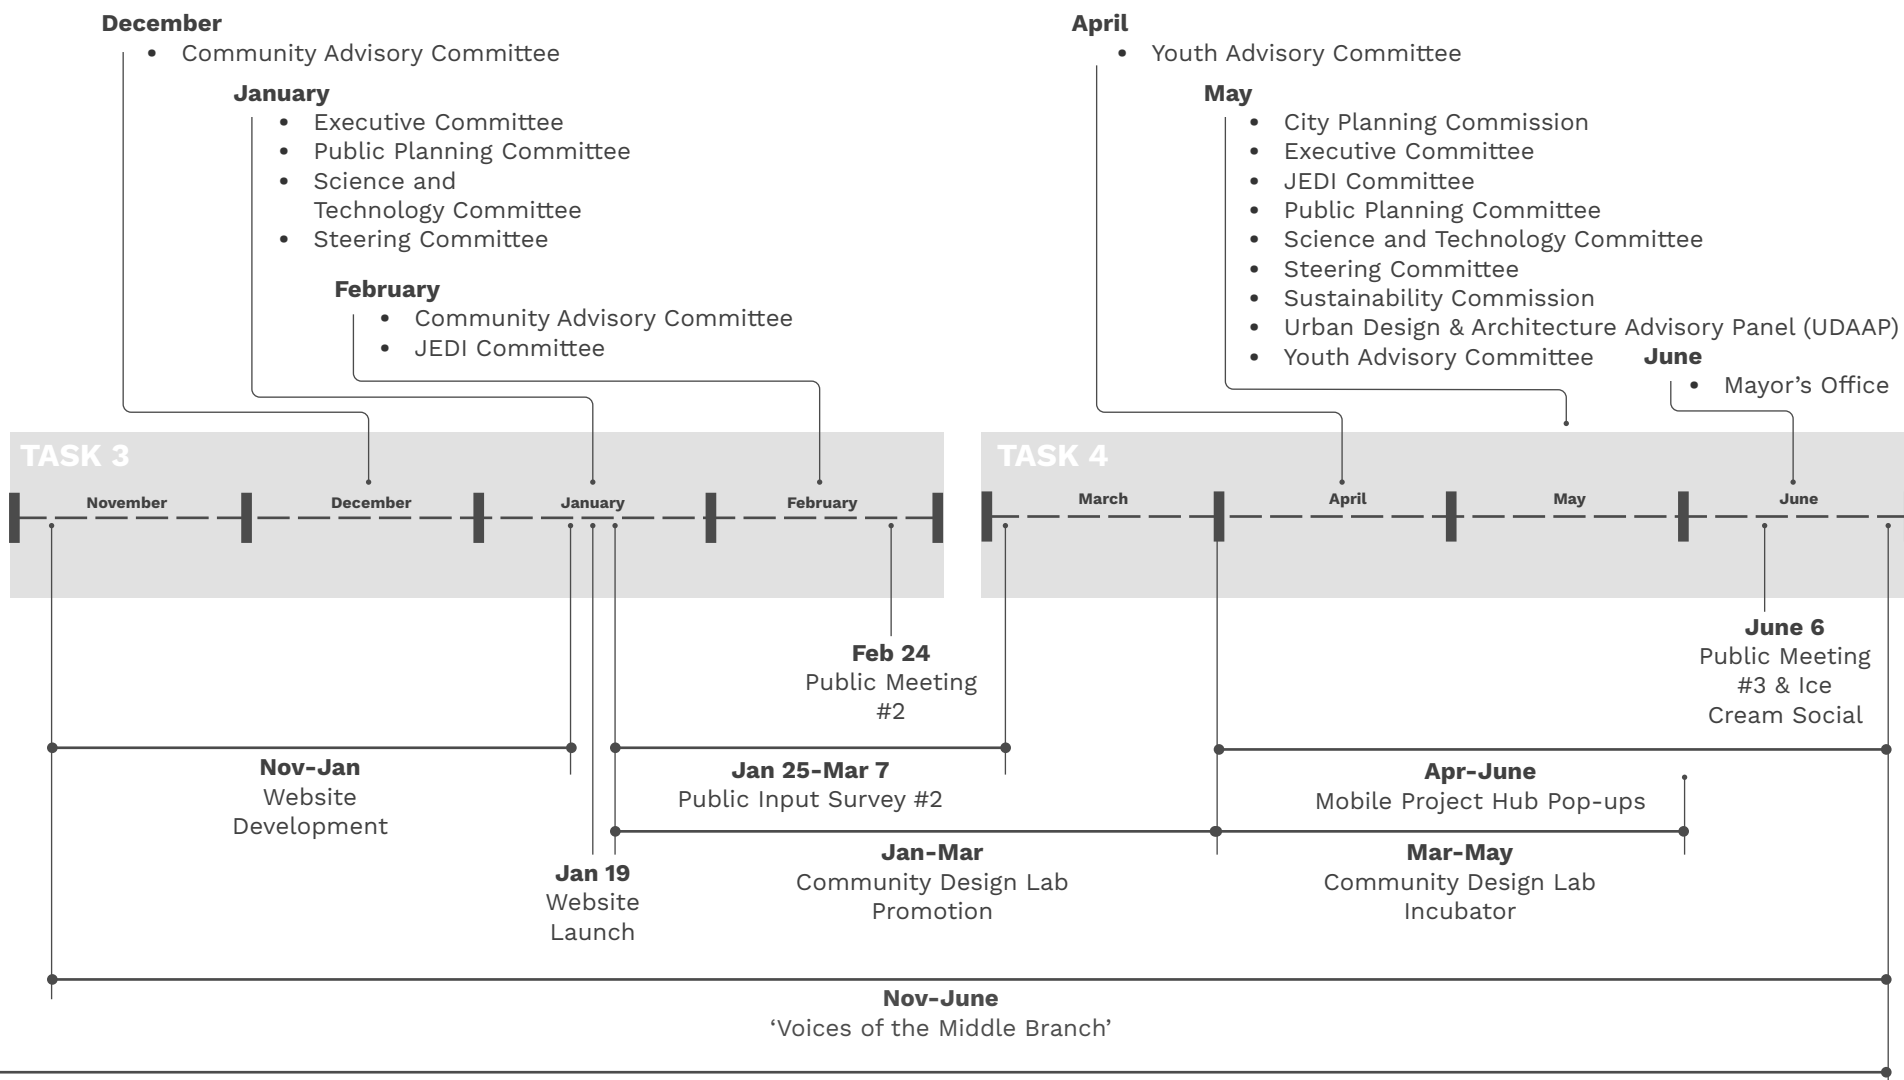 December
• Community Advisory Committee
January
• Executive Committee
• Public Planning Committee
• Science and
Technology Committee
• Steering Committee
February
• Community Advisory Committee
• JEDI Committee
April
• Youth Advisory Committee
May
• City Planning Commission
• Executive Committee
• JEDI Committee
• Public Planning Committee
• Science and Technology Committee
• Steering Committee
• Sustainability Commission
• Urban Design & Architecture Advisory Panel (UDAAP)
• Youth Advisory Committee
June
• Mayor’s Office
TASK 3
November
December
January
February
TASK 4
March
April
May
June
Feb 24
Public Meeting
#2
June 6
Public Meeting
#3 & Ice
Cream Social
Nov-Jan
Website
Development
Jan 25-Mar 7
Public Input Survey #2
Apr-June
Mobile Project Hub Pop-ups
Jan 19
Website
Launch
Jan-Mar
Community Design Lab
Promotion
Mar-May
Community Design Lab
Incubator
Nov-June
‘Voices of the Middle Branch’